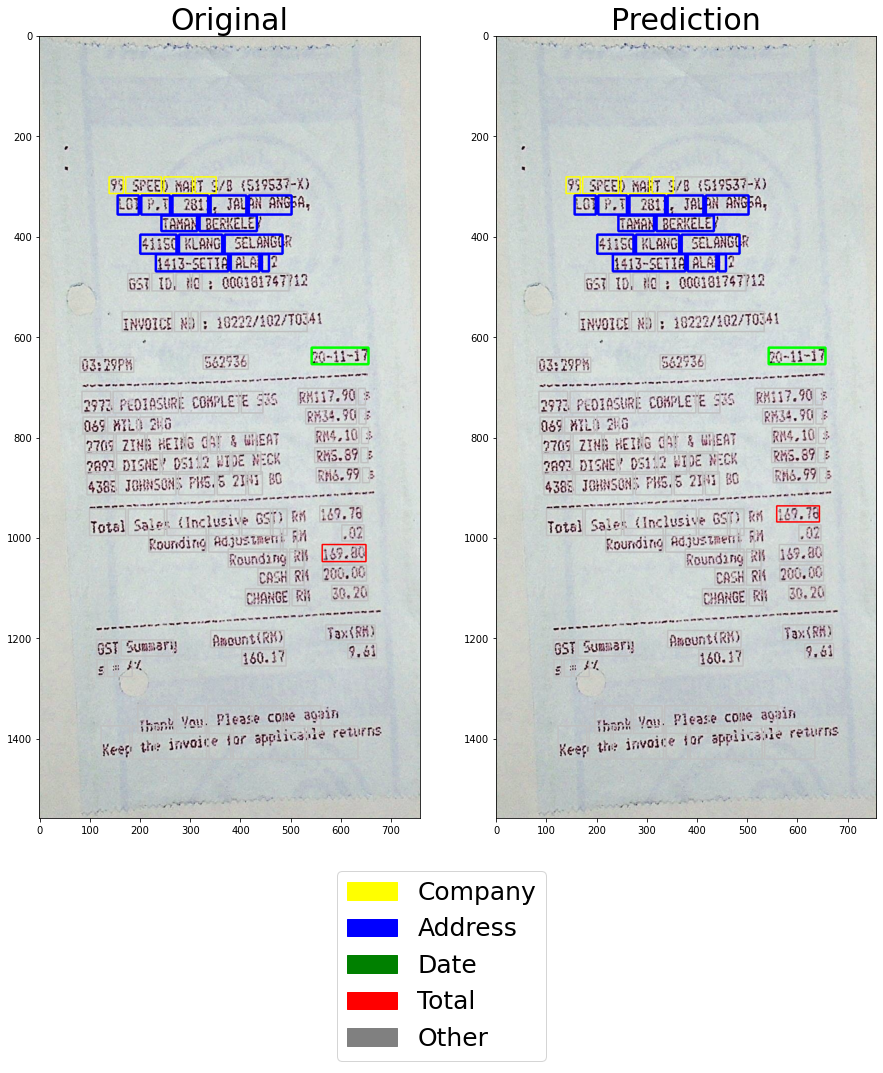 Original
Prediction
0
200
400
600
800
1000
1200
1400
0 100 200 300 400 500 600 700
99 SPEED MART S/B (519537-X)
LOT P.T. 2811, JALAN ANGSA,
TAMAN BERKELEY
41150 KLANG SELANGOR
1413-SETIA ALAM 2
GST ID. NO : 000181747712
INVOICE NO : 18222/102/T0341
03:29PM 562936 20-11-17
2973 PEDIASURE COMPLETE S3S RM117.90 s
069 MILO 2KG RM34.90 s
2709 ZING HEING OAT & WHEAT RM4.10 s
2893 DISNEY DS112 WIDE NECK RM5.89 s
4388 JOHNSONS PH5.5 2IN1 BO RM6.99 s
Total Sales (Inclusive GST) RM 169.78
Rounding Adjustment RM .02
Rounding RM 169.80
CASH RM 200.00
CHANGE RM 30.20
GST Summary Amount(RM) Tax(RM)
s = 6% 160.17 9.61
Thank You. Please come again
Keep the invoice for applicable returns
0
200
400
600
800
1000
1200
1400
0 100 200 300 400 500 600 700
99 SPEED MART S/B (519537-X)
LOT P.T. 2811, JALAN ANGSA,
TAMAN BERKELEY
41150 KLANG SELANGOR
1413-SETIA ALAM 2
GST ID. NO : 000181747712
INVOICE NO : 18222/102/T0341
03:29PM 562936 20-11-17
2973 PEDIASURE COMPLETE S3S RM117.90 s
069 MILO 2KG RM34.90 s
2709 ZING HEING OAT & WHEAT RM4.10 s
2893 DISNEY DS112 WIDE NECK RM5.89 s
4388 JOHNSONS PH5.5 2IN1 BO RM6.99 s
Total Sales (Inclusive GST) RM 169.78
Rounding Adjustment RM .02
Rounding RM 169.80
CASH RM 200.00
CHANGE RM 30.20
GST Summary Amount(RM) Tax(RM)
s = 6% 160.17 9.61
Thank You. Please come again
Keep the invoice for applicable returns
Company
Address
Date
Total
Other